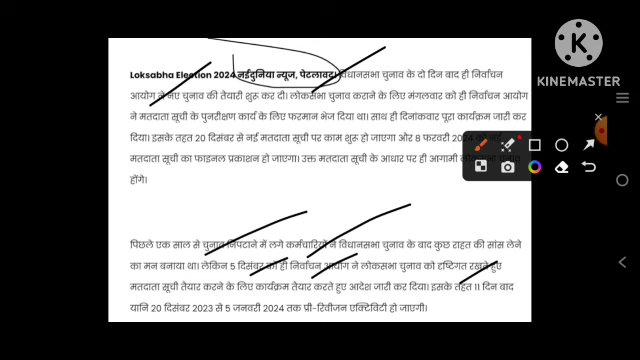 KINEMASTER
Loksabha Election 2024 नईदुनिया न्यूज, पेटलावद। विधानसभा चुनाव के दो दिन बाद ही निर्वाचन
आयोग ने नए चुनाव की तैयारी शुरू कर दी। लोकसभा चुनाव कराने के लिए मंगलवार को ही निर्वाचन आयोग
ने मतदाता सूची के पुनरीक्षण कार्य के लिए फरमान भेज दिया था। साथ ही दिनांकवार पूरा कार्यक्रम जारी कर
दिया। इसके तहत 20 दिसंबर से नई मतदाता सूची पर काम शुरू हो जाएगा और 8 फरवरी 2024
मतदाता सूची का फाइनल प्रकाशन हो जाएगा। उक्त मतदाता सूची के आधार पर ही आगामी
होंगे।
पिछले एक साल से चुनाव निपटाने में लगे कर्मचारियों ने विधानसभा चुनाव के बाद कुछ राहत की सांस लेने
का मन बनाया था। लेकिन 5 दिसंबर को ही निर्वाचन आयोग ने लोकसभा चुनाव को दृष्टिगत रखते हुए
मतदाता सूची तैयार करने के लिए कार्यक्रम तैयार करते हुए आदेश जारी कर दिया। इसके तहत 11 दिन बाद
यानि 20 दिसंबर 2023 से 5 जनवरी 2024 तक प्री-रिवीजन एक्टिविटी हो जाएगी।